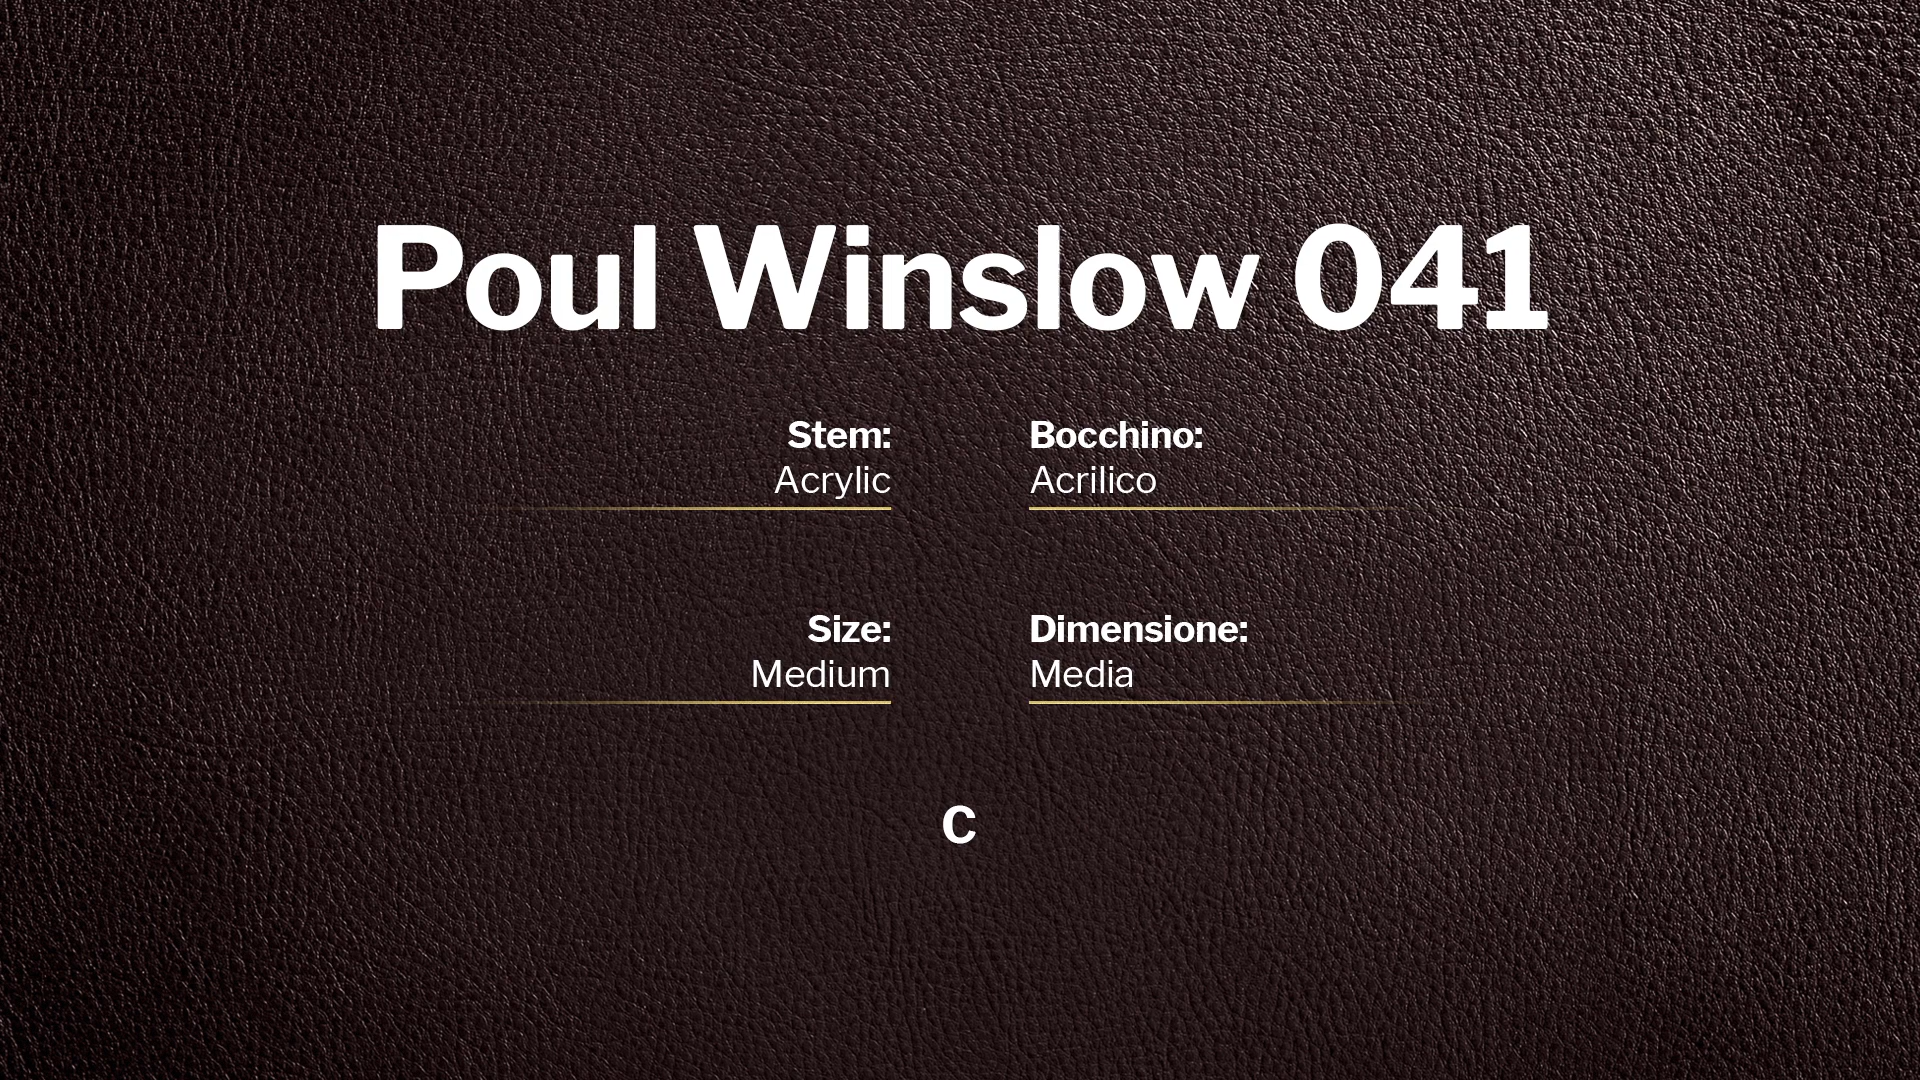 Poul Winslow 041
Stem:
Acrylic
Bocchino:
Acrilico
Size:
Medium
Dimensione:
Media
C